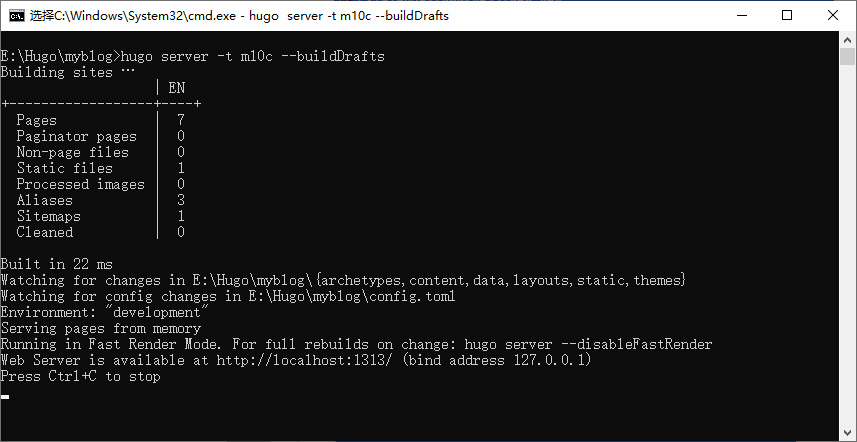 选择C:\Windows\System32\cmd.exe - hugo  server -t m10c --buildDrafts
E:\Hugo\myblog>hugo server -t m10c --buildDrafts
Building sites …
                   | EN
+------------------+----+
  Pages            |  7
  Paginator pages  |  0
  Non-page files   |  0
  Static files     |  1
  Processed images |  0
  Aliases          |  3
  Sitemaps         |  1
  Cleaned          |  0
Built in 22 ms
Watching for changes in E:\Hugo\myblog\{archetypes,content,data,layouts,static,themes}
Watching for config changes in E:\Hugo\myblog\config.toml
Environment: "development"
Serving pages from memory
Running in Fast Render Mode. For full rebuilds on change: hugo server --disableFastRender
Web Server is available at http://localhost:1313/ (bind address 127.0.0.1)
Press Ctrl+C to stop